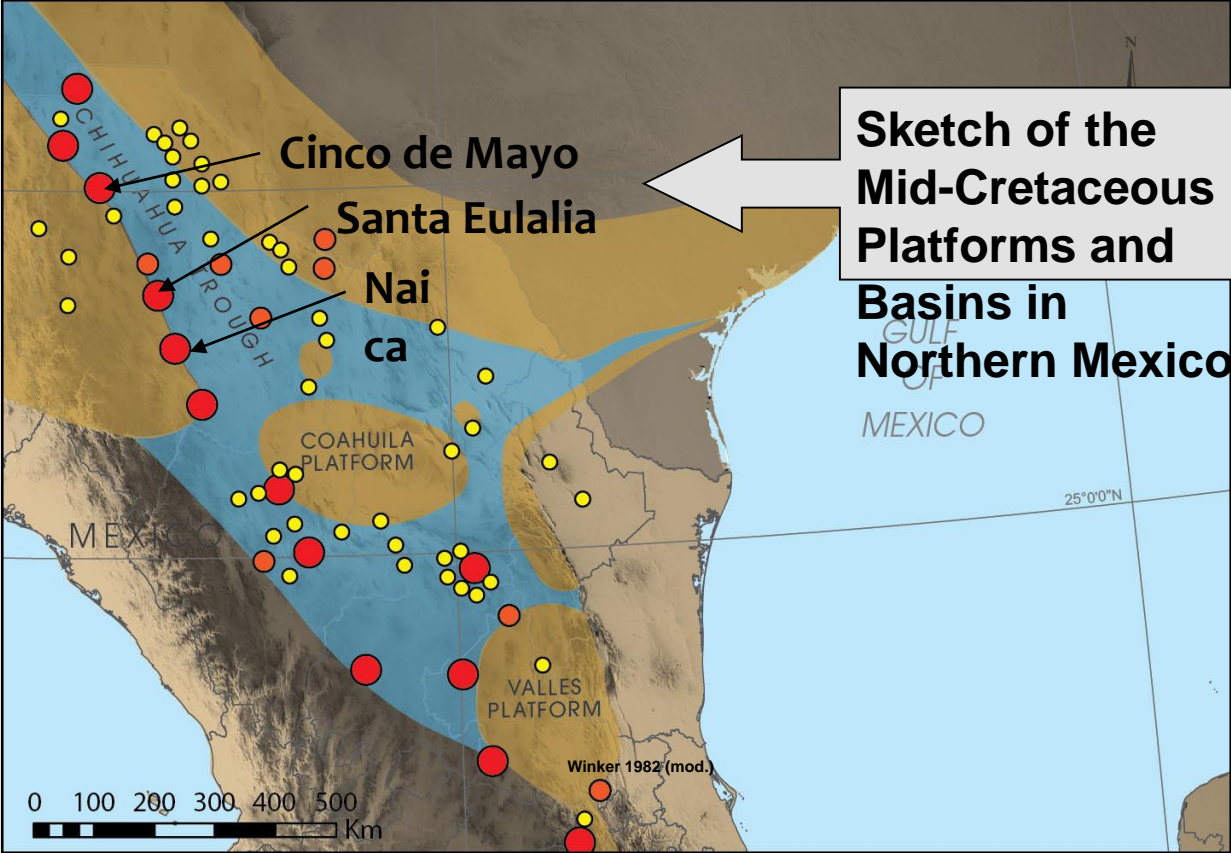 N
Sketch of the
Mid-Cretaceous
Platforms and
Basins in
Northern Mexico
CHIHUAHUA TROUGH
Cinco de Mayo
Santa Eulalia
Nai
ca
GULF
OF
MEXICO
COAHUILA
PLATFORM
25°0'0"N
MEXICO
VALLES
PLATFORM
Winker 1982 (mod.)
0 100 200 300 400 500
Km